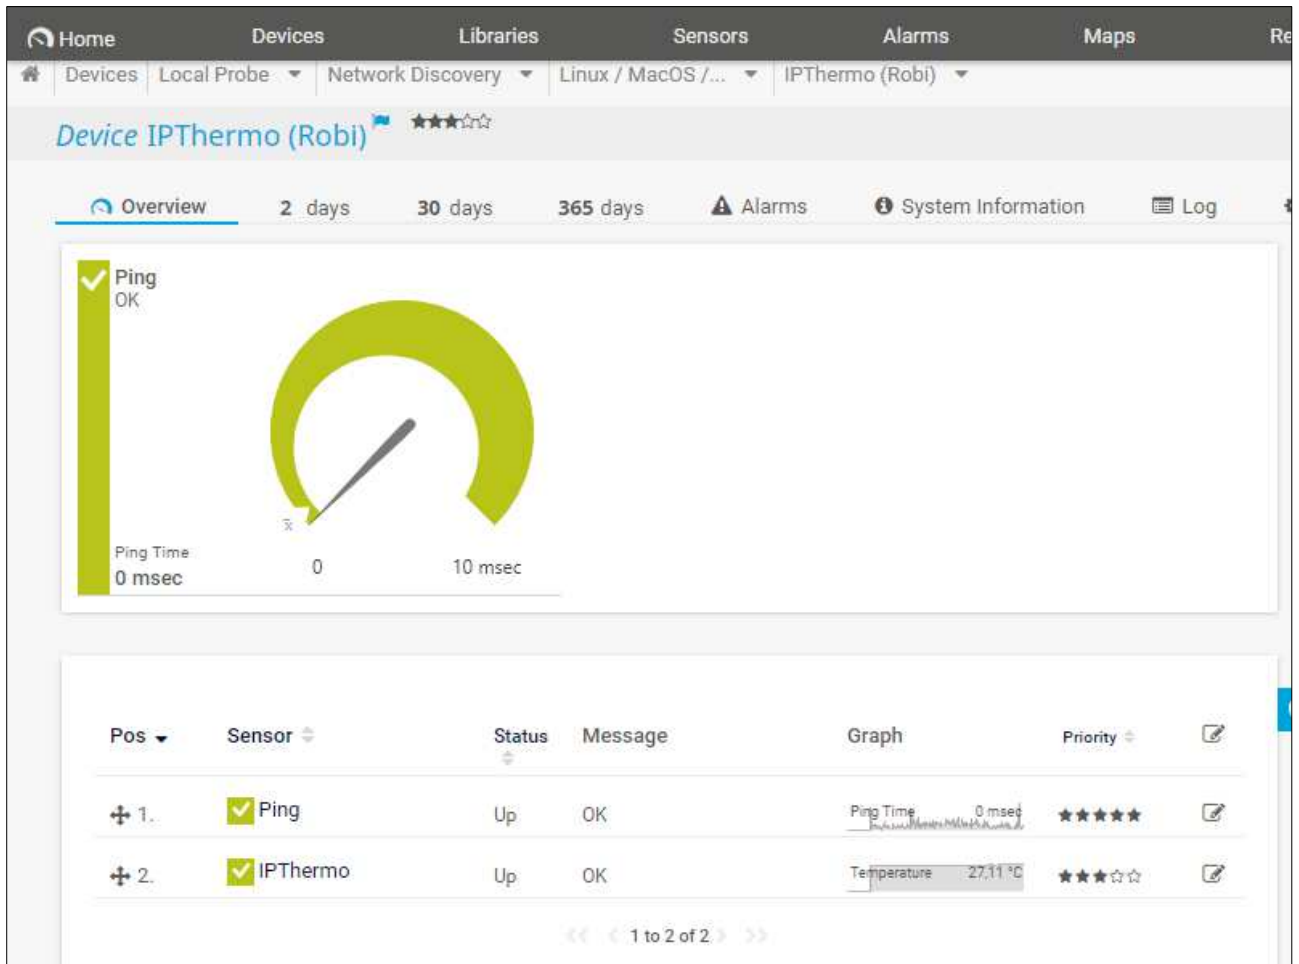 Home Devices Libraries Sensors Alarms Maps Re
Devices Local Probe Network Discovery Linux / MacOS /... IPThermo (Robi)
Device IPThermo (Robi)
Overview 2 days 30 days 365 days Alarms System Information Log
Ping
OK
x̄
Ping Time
0 msec
0 10 msec
Pos Sensor Status Message Graph Priority
1. Ping Up OK Ping Time 0 msec
2. IPThermo Up OK Temperature 27,11 °C
<< < 1 to 2 of 2 > >>